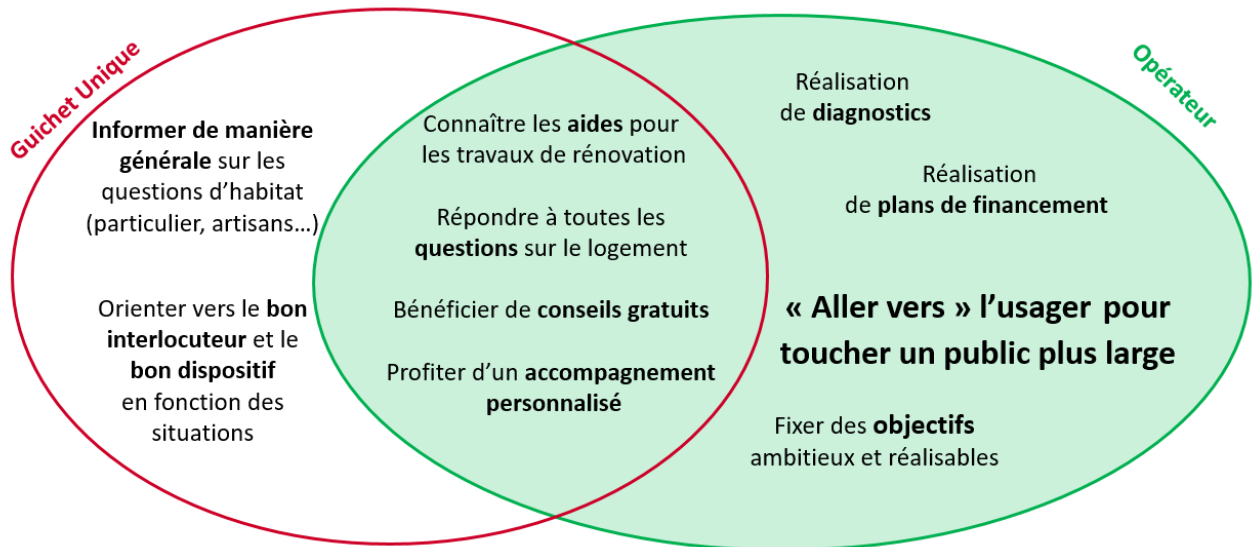 Guichet Unique
Informer de manière
générale sur les
questions d'habitat
(particulier, artisans…)
Orienter vers le bon
interlocuteur et le
bon dispositif
en fonction des
situations
Connaître les aides pour
les travaux de rénovation
Répondre à toutes les
questions sur le logement
Bénéficier de conseils gratuits
Profiter d'un accompagnement
personnalisé
Opérateur
Réalisation
de diagnostics
Réalisation
de plans de financement
« Aller vers » l'usager pour
toucher un public plus large
Fixer des objectifs
ambitieux et réalisables